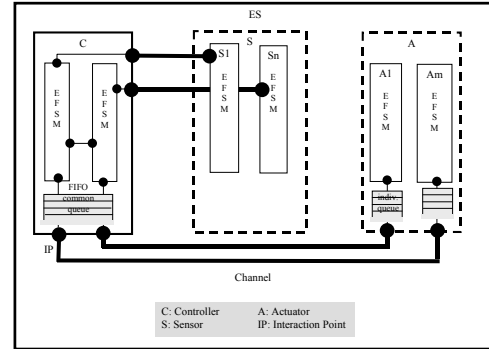 ES
C
S
A
S1
Sn
A1
Am
E
F
S
M
E
F
S
M
E
F
S
M
E
F
S
M
E
F
S
M
E
F
S
M
FIFO
common
queue
indiv.
queue
IP
Channel
C: Controller A: Actuator
S: Sensor IP: Interaction Point